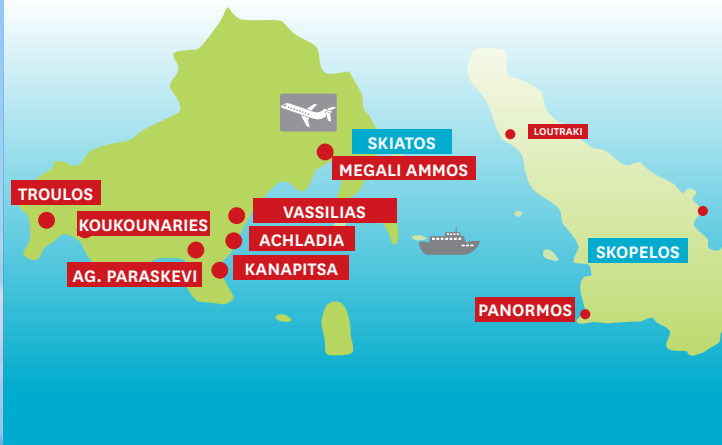 SKIATOS
LOUTRAKI
MEGALI AMMOS
TROULOS
VASSILIAS
KOUKOUNARIES
ACHLADIA
SKOPELOS
KANAPITSA
AG. PARASKEVI
PANORMOS